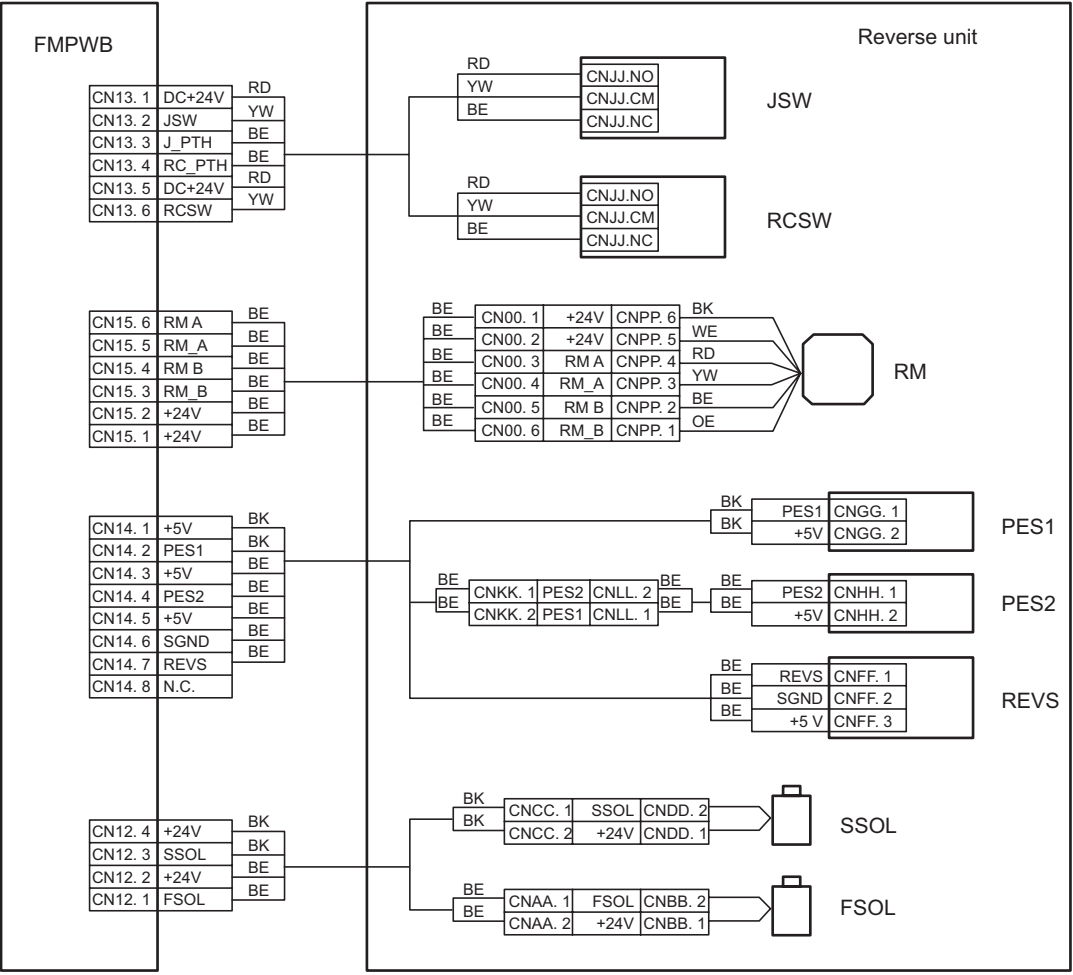 FMPWB
Reverse unit
CN13. 1 DC+24V RD
CN13. 2 JSW YW
CN13. 3 J_PTH BE
CN13. 4 RC_PTH BE
CN13. 5 DC+24V RD
CN13. 6 RCSW YW
RD CNJJ.NO
YW CNJJ.CM
BE CNJJ.NC
JSW
RD CNJJ.NO
YW CNJJ.CM
BE CNJJ.NC
RCSW
CN15. 6 RM A BE
CN15. 5 RM_A BE
CN15. 4 RM B BE
CN15. 3 RM_B BE
CN15. 2 +24V BE
CN15. 1 +24V BE
BE CN00. 1 +24V CNPP. 6 BK
BE CN00. 2 +24V CNPP. 5 WE
BE CN00. 3 RM A CNPP. 4 RD
BE CN00. 4 RM_A CNPP. 3 YW
BE CN00. 5 RM B CNPP. 2 BE
BE CN00. 6 RM_B CNPP. 1 OE
RM
CN14. 1 +5V BK
CN14. 2 PES1 BK
CN14. 3 +5V BE
CN14. 4 PES2 BE
CN14. 5 +5V BE
CN14. 6 SGND BE
CN14. 7 REVS BE
CN14. 8 N.C.
BK PES1 CNGG. 1
BK +5V CNGG. 2
PES1
BE CNKK. 1 PES2 CNLL. 2 BE BE PES2 CNHH. 1
BE CNKK. 2 PES1 CNLL. 1 BE BE +5V CNHH. 2
PES2
BE REVS CNFF. 1
BE SGND CNFF. 2
BE +5 V CNFF. 3
REVS
CN12. 4 +24V BK
CN12. 3 SSOL BK
CN12. 2 +24V BE
CN12. 1 FSOL BE
BK CNCC. 1 SSOL CNDD. 2
BK CNCC. 2 +24V CNDD. 1
SSOL
BE CNAA. 1 FSOL CNBB. 2
BE CNAA. 2 +24V CNBB. 1
FSOL